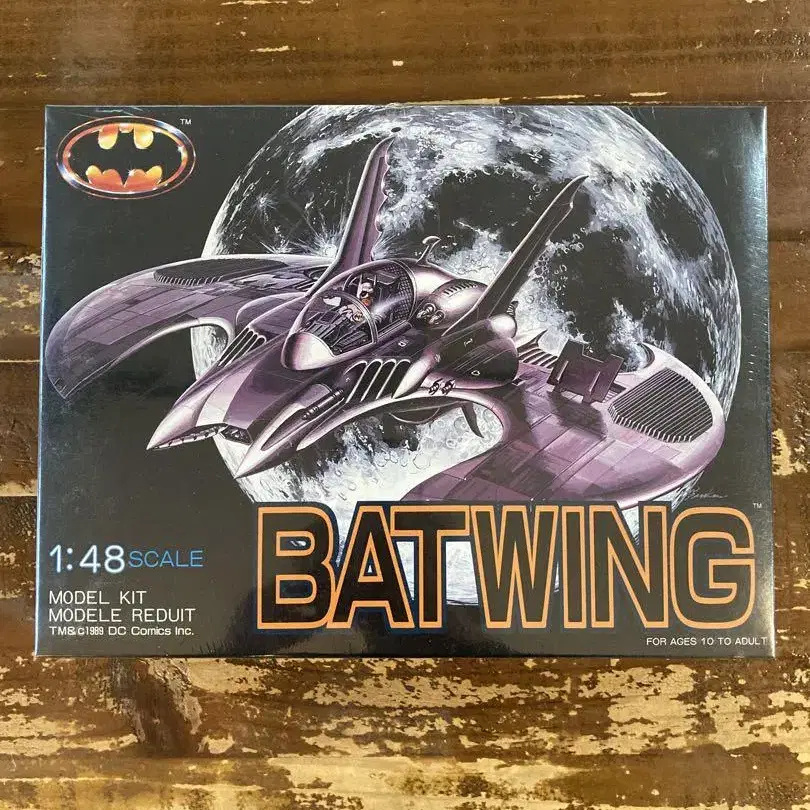 TM
1:48 SCALE
MODEL KIT
MODELE REDUIT
TM&c1989 DC Comics Inc.
BATWING TM
FOR AGES 10 TO ADULT